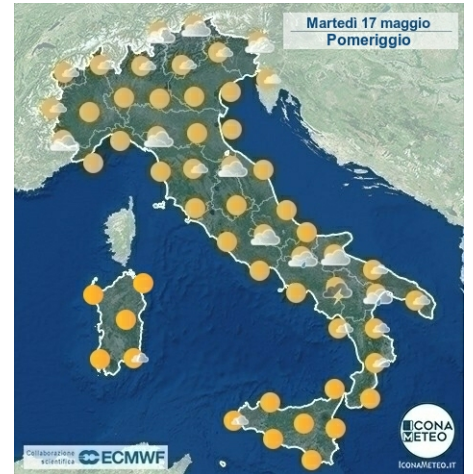 Martedì 17 maggio
Pomeriggio
ICONA
METEO
ICONAMETEO.IT
Collaborazione
scientifica
ECMWF